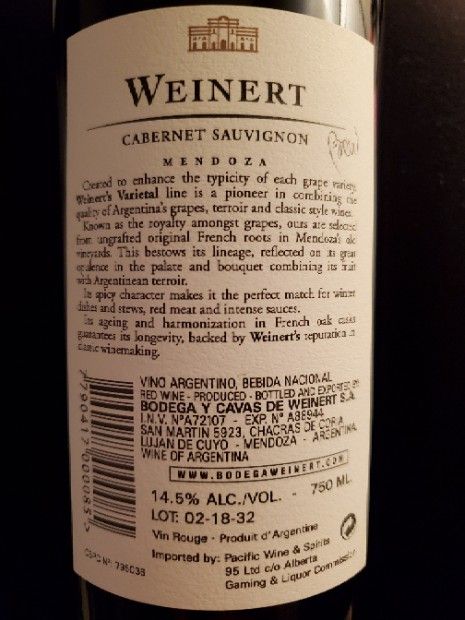 WEINERT
CABERNET SAUVIGNON
MENDOZA
Created to enhance the typicity of each grape variety,
Weinert's Varietal line is a pioneer in combining the
quality of Argentina's grapes, terroir and classic style wines.
Known as the royalty amongst grapes, ours are selected
from ungrafted original French roots in Mendoza's old
vineyards. This bestows its lineage, reflected on its great
opulence in the palate and bouquet combining its fruit
with Argentinean terroir.
Its spicy character makes it the perfect match for winter
dishes and stews, red meat and intense sauces.
Its ageing and harmonization in French oak casks
guarantees its longevity, backed by Weinert's reputation in
classic winemaking.
VINO ARGENTINO, BEBIDA NACIONAL
RED WINE - PRODUCED - BOTTLED AND EXPORTED BY
BODEGA Y CAVAS DE WEINERT S.A.
I.N.V. NºA72107 - EXP. Nº A86944
SAN MARTIN 5923, CHACRAS DE CORIA
LUJAN DE CUYO - MENDOZA - ARGENTINA.
WINE OF ARGENTINA
WWW.BODEGAWEINERT.COM
14.5% ALC./VOL. - 750 ML.
LOT: 02-18-32
Vin Rouge - Produit d'Argentine
Imported by: Pacific Wine & Spirits
95 Ltd c/o Alberta
Gaming & Liquor Commission
7790417000085
CSPC Nº: 795038